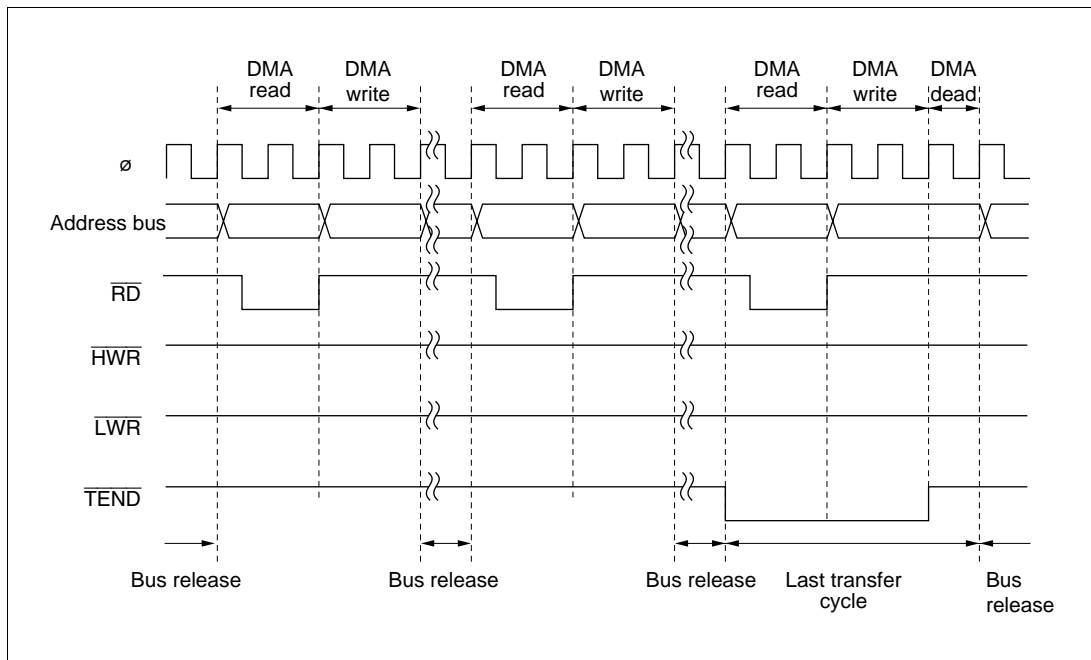 DMA read
DMA write
DMA read
DMA write
DMA read
DMA write
DMA dead
ø
Address bus
RD
HWR
LWR
TEND
Bus release
Bus release
Bus release
Last transfer cycle
Bus release